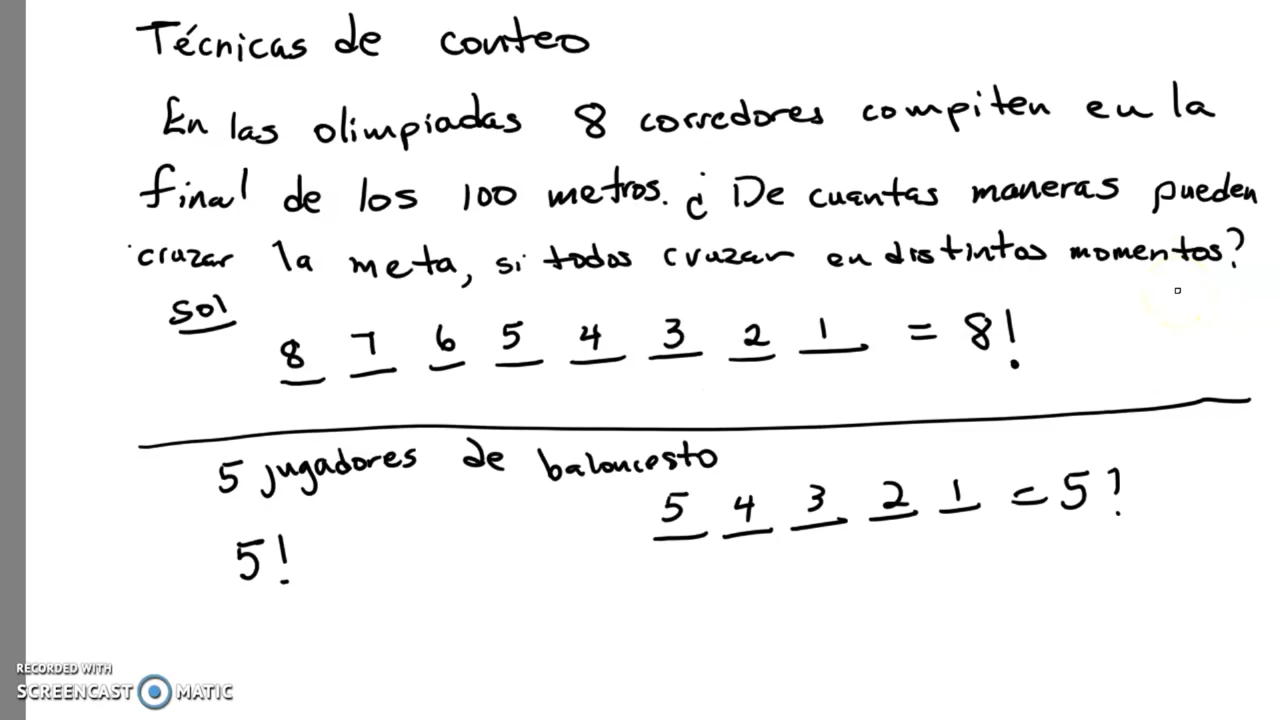 Técnicas de conteo
En las olimpiadas 8 corredores compiten en la
final de los 100 metros. ¿De cuantas maneras pueden
cruzar la meta, si todos cruzar en distintos momentos?
Sol
8 7 6 5 4 3 2 1 = 8!
5 jugadores de baloncesto
5 4 3 2 1 = 5!
5!
RECORDED WITH
SCREENCAST MATIC